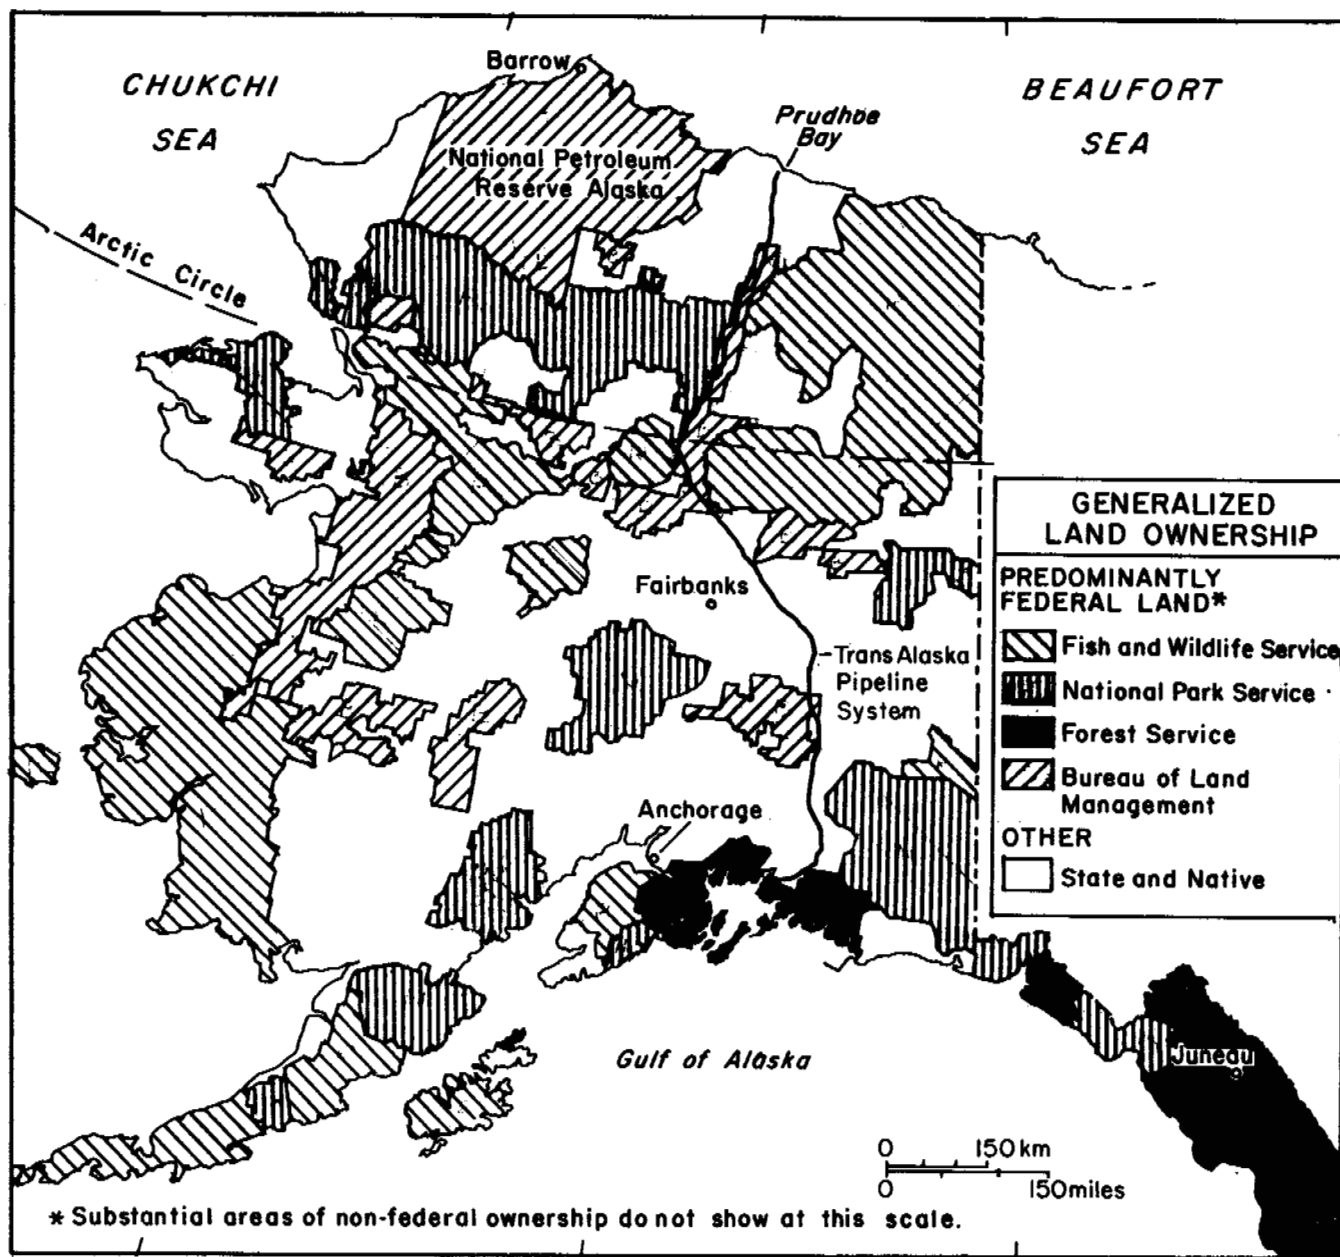 Barrow
CHUKCHI
SEA
BEAUFORT
SEA
Prudhoe
Bay
National Petroleum
Reserve Alaska
Arctic Circle
Fairbanks
Trans Alaska
Pipeline
System
Anchorage
Gulf of Alaska
Juneau
GENERALIZED
LAND OWNERSHIP
PREDOMINANTLY
FEDERAL LAND*
Fish and Wildlife Service
National Park Service
Forest Service
Bureau of Land
Management
OTHER
State and Native
0 150 km
0 150 miles
* Substantial areas of non-federal ownership do not show at this scale.